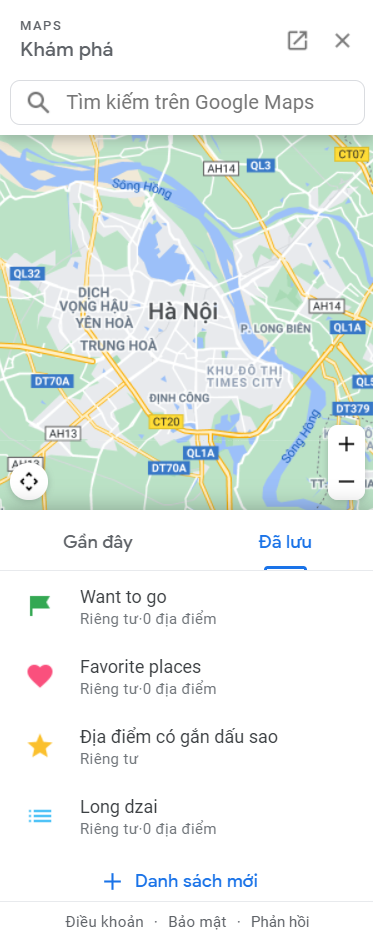 MAPS
Khám phá
Tìm kiếm trên Google Maps
CT07
AH14
QL3
Sông Hồng
QL32
DỊCH
VỌNG HẬU
YÊN HOÀ
Hà Nội
AH14
P. LONG BIÊN
QL1A
TRUNG HOÀ
KHU ĐÔ THỊ
TIMES CITY
DT70A
ĐỊNH CÔNG
DT379
CT20
AH13
Sông Hồng
QL1A
DT70A
Gần đây
Đã lưu
Want to go
Riêng tư·0 địa điểm
Favorite places
Riêng tư·0 địa điểm
Địa điểm có gắn dấu sao
Riêng tư
Long dzai
Riêng tư·0 địa điểm
Danh sách mới
Điều khoản · Bảo mật · Phản hồi